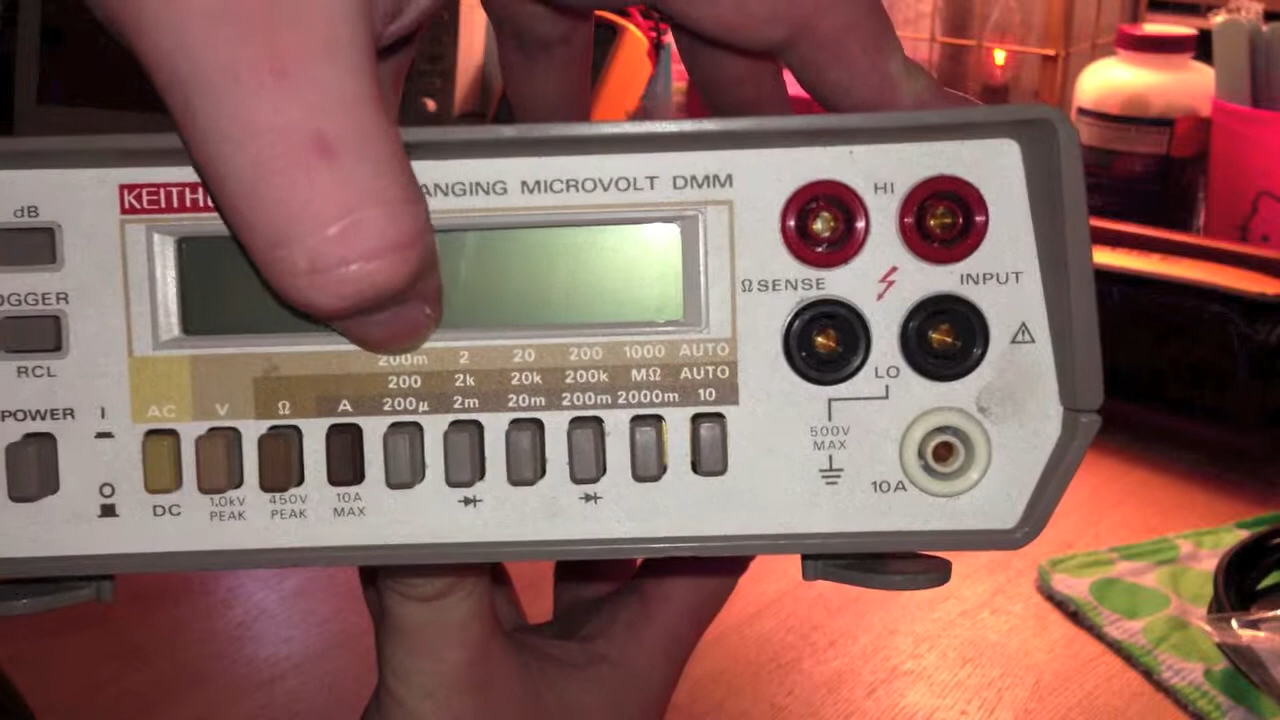 KEITH
ANGING MICROVOLT DMM
dB
HI
OGGER
Ω SENSE
INPUT
RCL
200m 2 20 200 1000 AUTO
200 2k 20k 200k MΩ AUTO
AC V Ω A 200µ 2m 20m 200m 2000m 10
LO
POWER I
O
500V
MAX
10A
DC
1.0kV
PEAK
450V
PEAK
10A
MAX